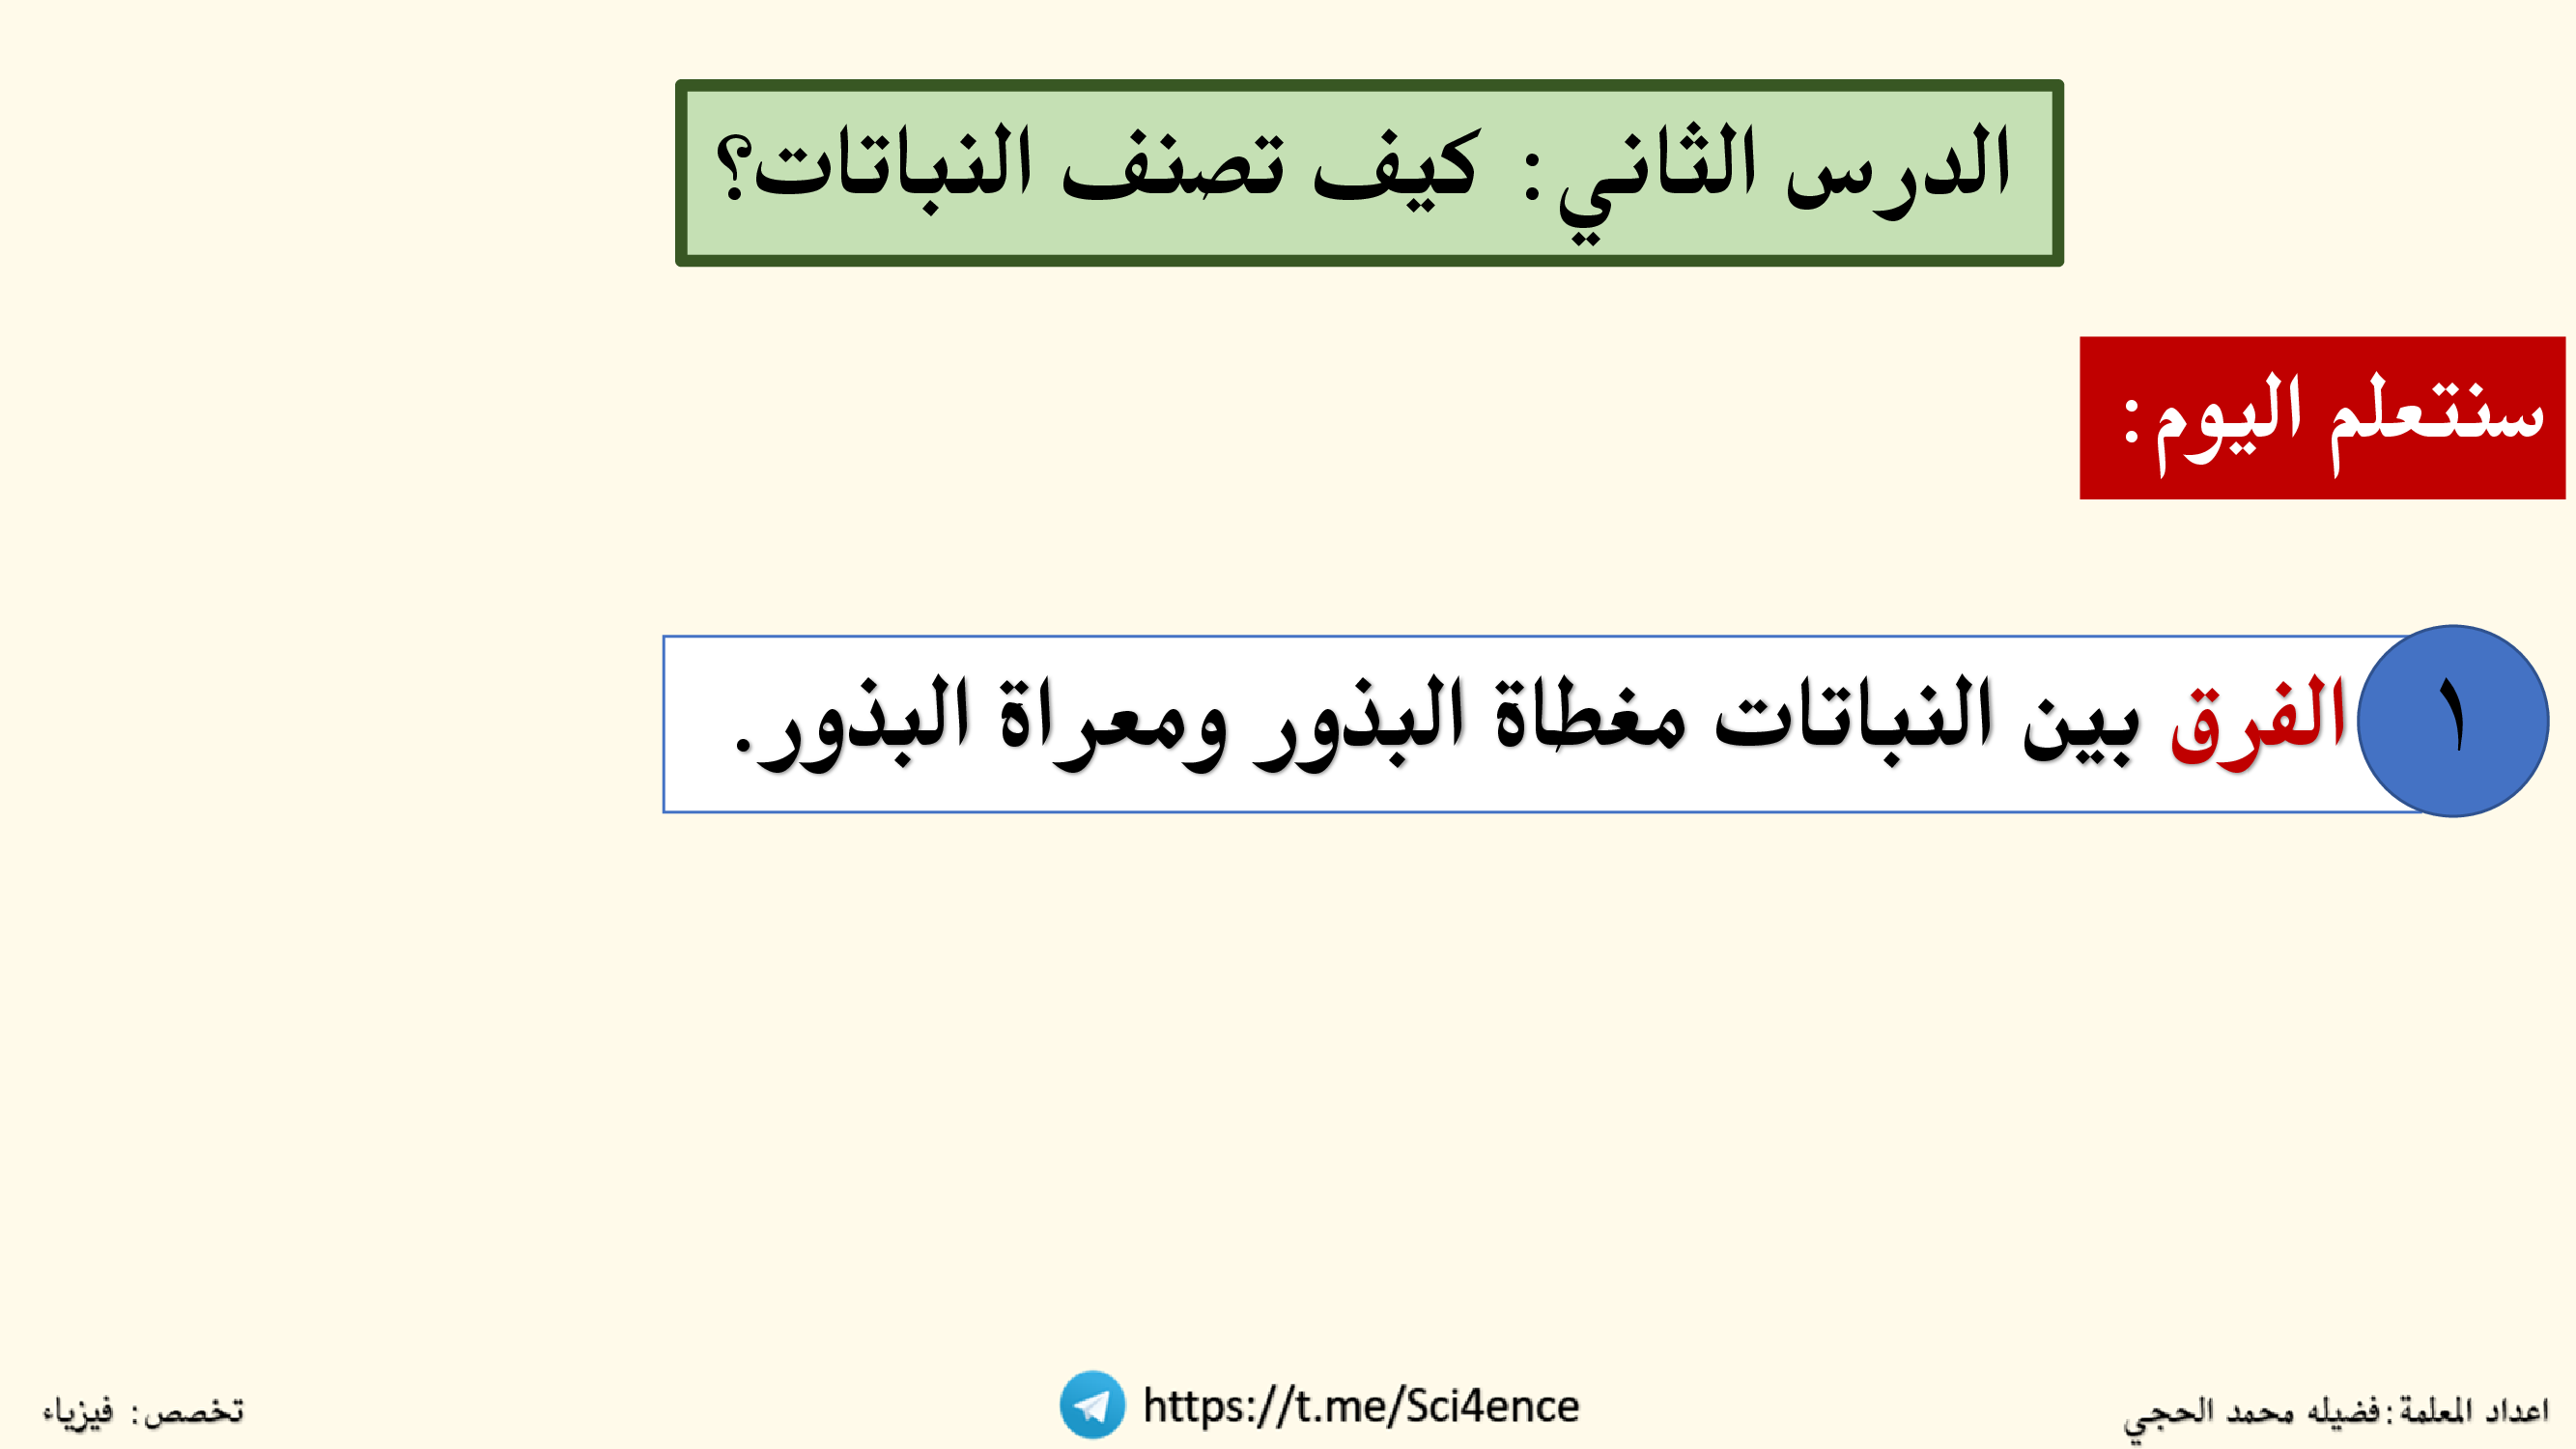 الدرس الثاني: كيف تصنف النباتات؟
سنتعلم اليوم:
١ الفرق بين النباتات مغطاة البذور ومعراة البذور.
اعداد المعلمة:فضيله محمد الحجي
https://t.me/Sci4ence
تخصص: فيزياء